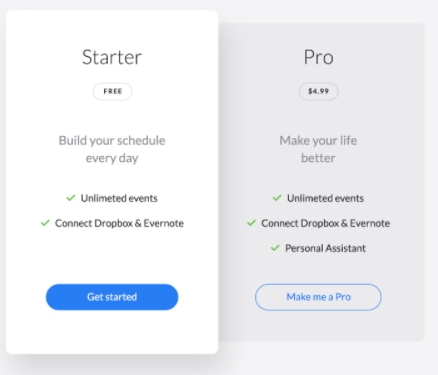 Starter
FREE
Build your schedule
every day
Unlimeted events
Connect Dropbox & Evernote
Get started
Pro
$4.99
Make your life
better
Unlimeted events
Connect Dropbox & Evernote
Personal Assistant
Make me a Pro